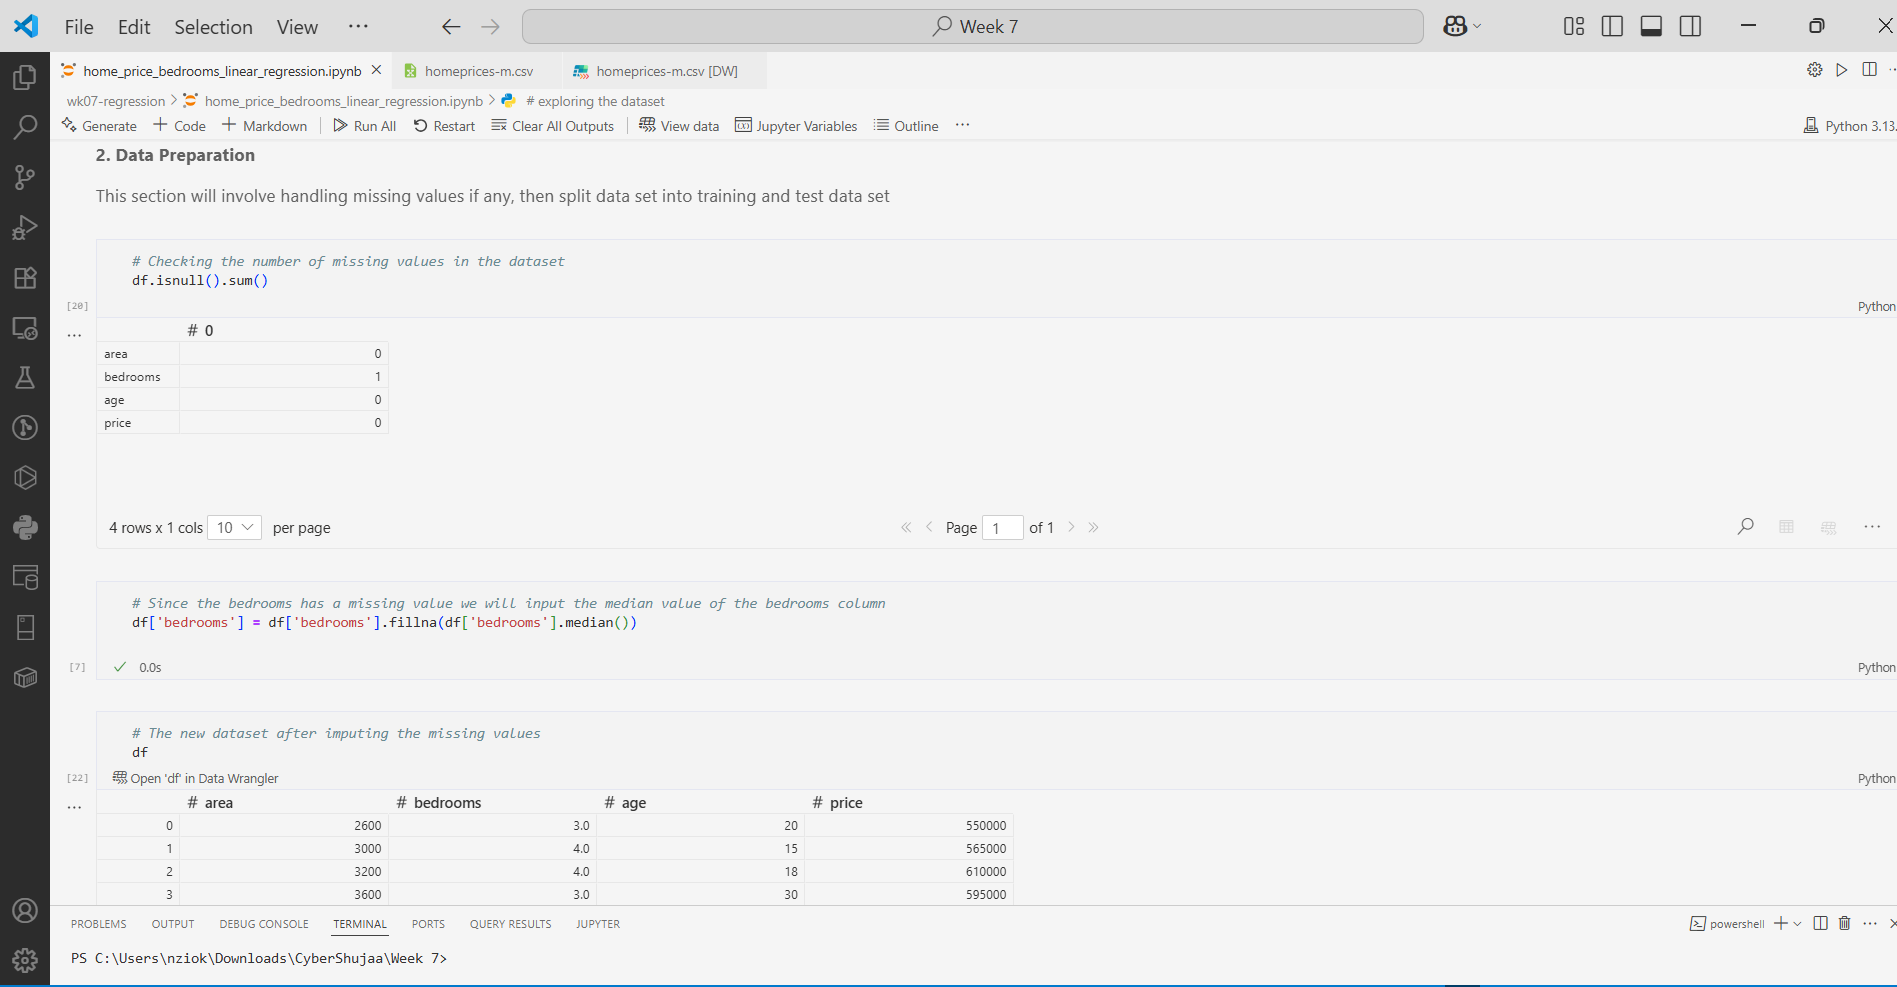 File Edit Selection View ··· Week 7
home_price_bedrooms_linear_regression.ipynb homeprices-m.csv homeprices-m.csv [DW]
wk07-regression > home_price_bedrooms_linear_regression.ipynb > # exploring the dataset
Generate + Code + Markdown | Run All Restart Clear All Outputs | View data Jupyter Variables Outline ··· Python 3.13.
2. Data Preparation
This section will involve handling missing values if any, then split data set into training and test data set
# Checking the number of missing values in the dataset
df.isnull().sum()
[20] Python
# 0
area 0
bedrooms 1
age 0
price 0
4 rows x 1 cols 10 per page « < Page 1 of 1 > »
# Since the bedrooms has a missing value we will input the median value of the bedrooms column
df['bedrooms'] = df['bedrooms'].fillna(df['bedrooms'].median())
[7] ✓ 0.0s Python
# The new dataset after imputing the missing values
df
[22] Open 'df' in Data Wrangler Python
# area # bedrooms # age # price
0 2600 3.0 20 550000
1 3000 4.0 15 565000
2 3200 4.0 18 610000
3 3600 3.0 30 595000
PROBLEMS OUTPUT DEBUG CONSOLE TERMINAL PORTS QUERY RESULTS JUPYTER powershell
PS C:\Users\nziok\Downloads\CyberShujaa\Week 7>